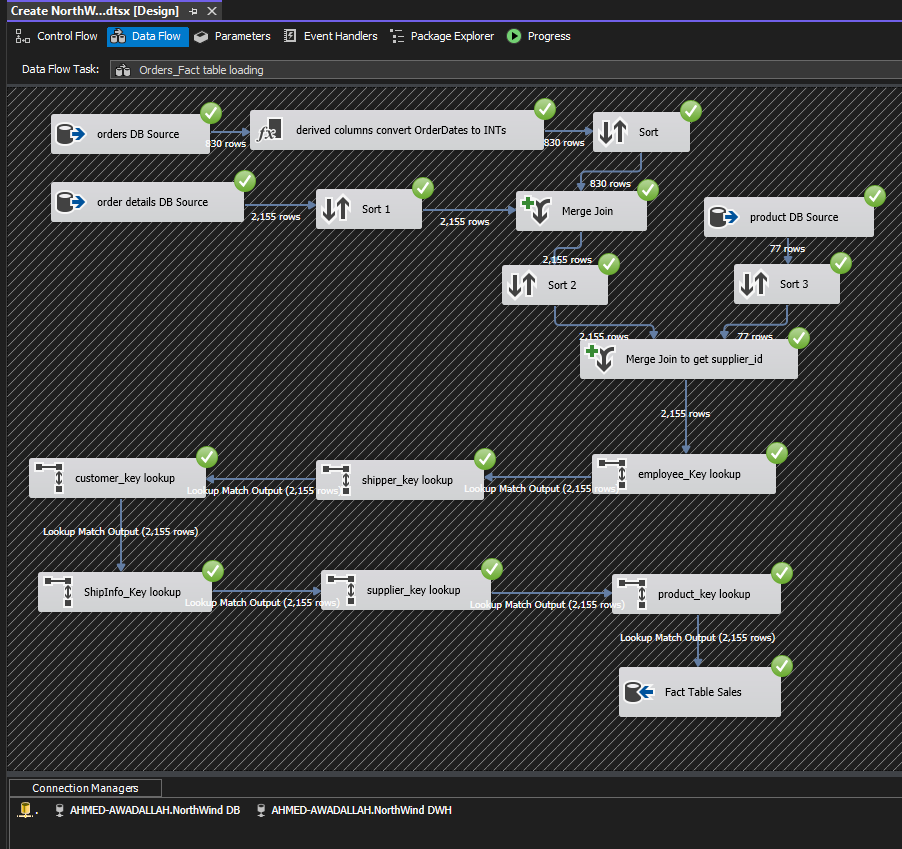 Create NorthW...dtsx [Design]
Control Flow
Data Flow
Parameters
Event Handlers
Package Explorer
Progress
Data Flow Task:
Orders_Fact table loading
orders DB Source
830 rows
fx
derived columns convert OrderDates to INTs
830 rows
Sort
830 rows
order details DB Source
2,155 rows
Sort 1
2,155 rows
Merge Join
product DB Source
77 rows
2,155 rows
Sort 2
Sort 3
2,155 rows
77 rows
Merge Join to get supplier_id
2,155 rows
employee_Key lookup
Lookup Match Output (2,155 rows)
shipper_key lookup
Lookup Match Output (2,155 rows)
customer_key lookup
Lookup Match Output (2,155 rows)
ShipInfo_Key lookup
Lookup Match Output (2,155 rows)
supplier_key lookup
Lookup Match Output (2,155 rows)
product_key lookup
Lookup Match Output (2,155 rows)
Fact Table Sales
Connection Managers
AHMED-AWADALLAH.NorthWind DB
AHMED-AWADALLAH.NorthWind DWH